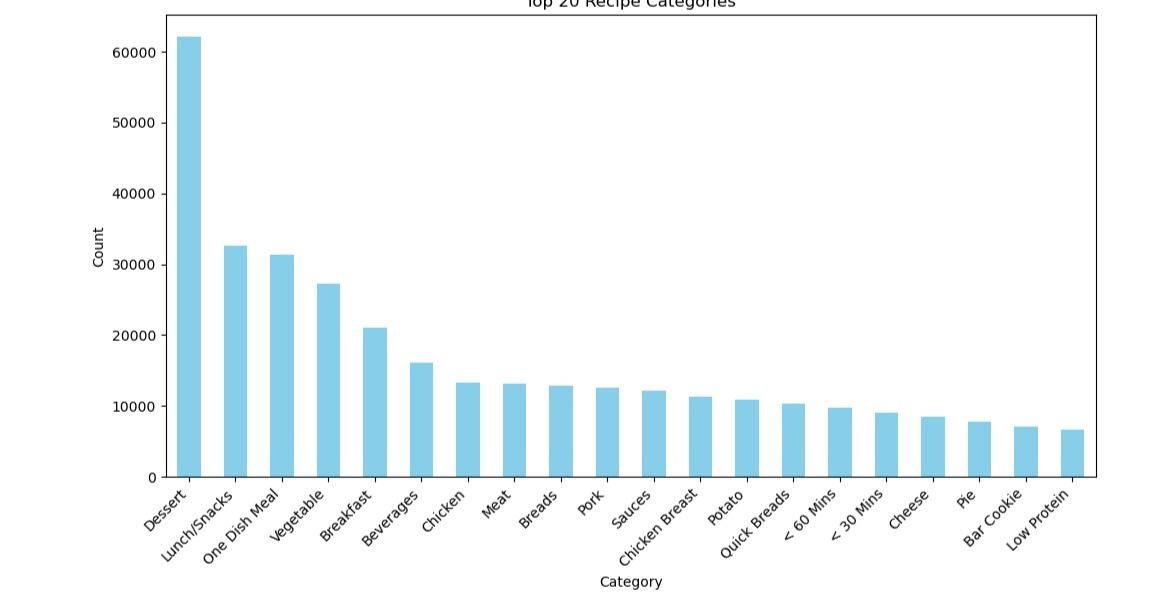 Top 20 Recipe Categories
60000
50000
40000
30000
20000
10000
0
Count
Dessert
Lunch/Snacks
One Dish Meal
Vegetable
Breakfast
Beverages
Chicken
Meat
Breads
Pork
Sauces
Chicken Breast
Potato
Quick Breads
< 60 Mins
< 30 Mins
Cheese
Pie
Bar Cookie
Low Protein
Category